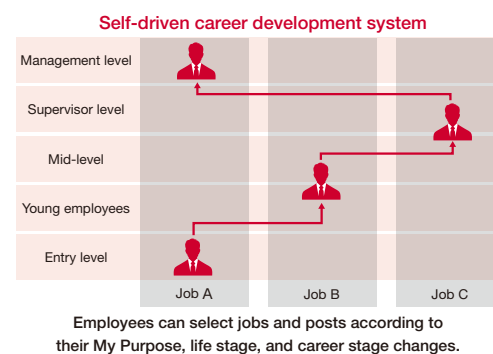 Self-driven career development system
Management level
Supervisor level
Mid-level
Young employees
Entry level
Job A
Job B
Job C
Employees can select jobs and posts according to
their My Purpose, life stage, and career stage changes.